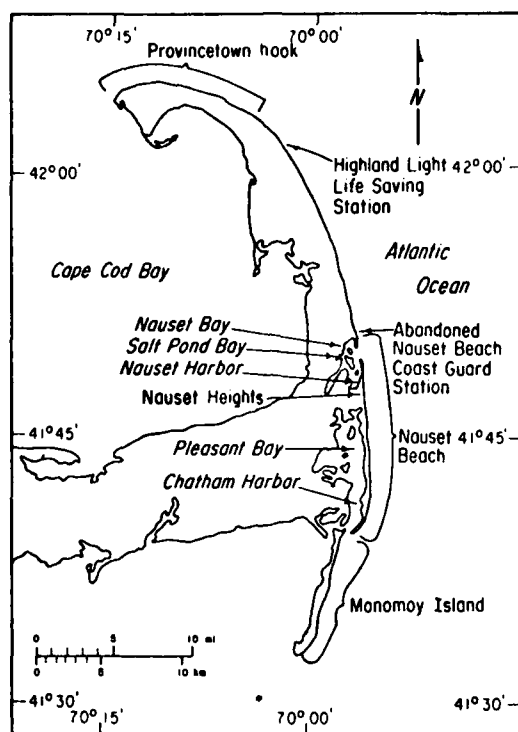 70°15'
70°00'
Provincetown hook
N
42°00'
Highland Light 42°00'
Life Saving
Station
Cape Cod Bay
Atlantic
Ocean
Nauset Bay
Salt Pond Bay
Nauset Harbor
Nauset Heights
Abandoned
Nauset Beach
Coast Guard
Station
41°45'
Nauset 41°45'
Beach
Pleasant Bay
Chatham Harbor
Monomoy Island
0 5 10 mi
0 5 10 km
41°30'
41°30'
70°15'
70°00'